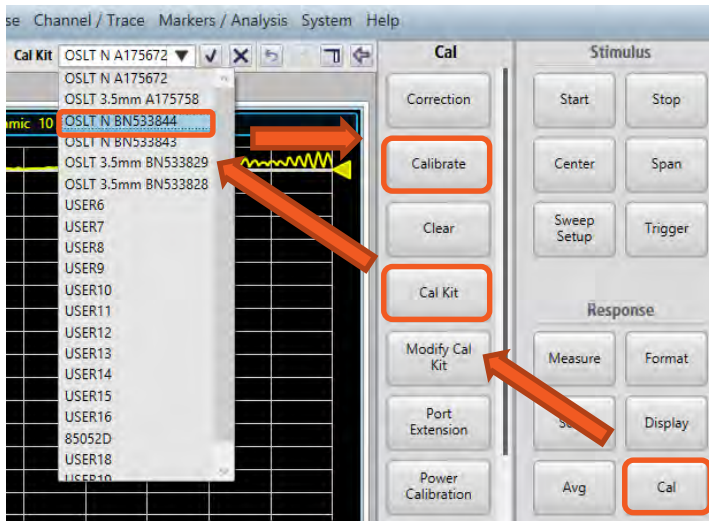 se Channel / Trace Markers / Analysis System Help
Cal Kit OSLT N A175672
OSLT N A175672
OSLT 3.5mm A175758
OSLT N BN533844
OSLT N BN533843
OSLT 3.5mm BN533829
OSLT 3.5mm BN533828
USER6
USER7
USER8
USER9
USER10
USER11
USER12
USER13
USER14
USER15
USER16
85052D
USER18
USER19
amic 10
Cal
Correction
Calibrate
Clear
Cal Kit
Modify Cal
Kit
Port
Extension
Power
Calibration
Stimulus
Start
Stop
Center
Span
Sweep
Setup
Trigger
Response
Measure
Format
Display
Avg
Cal